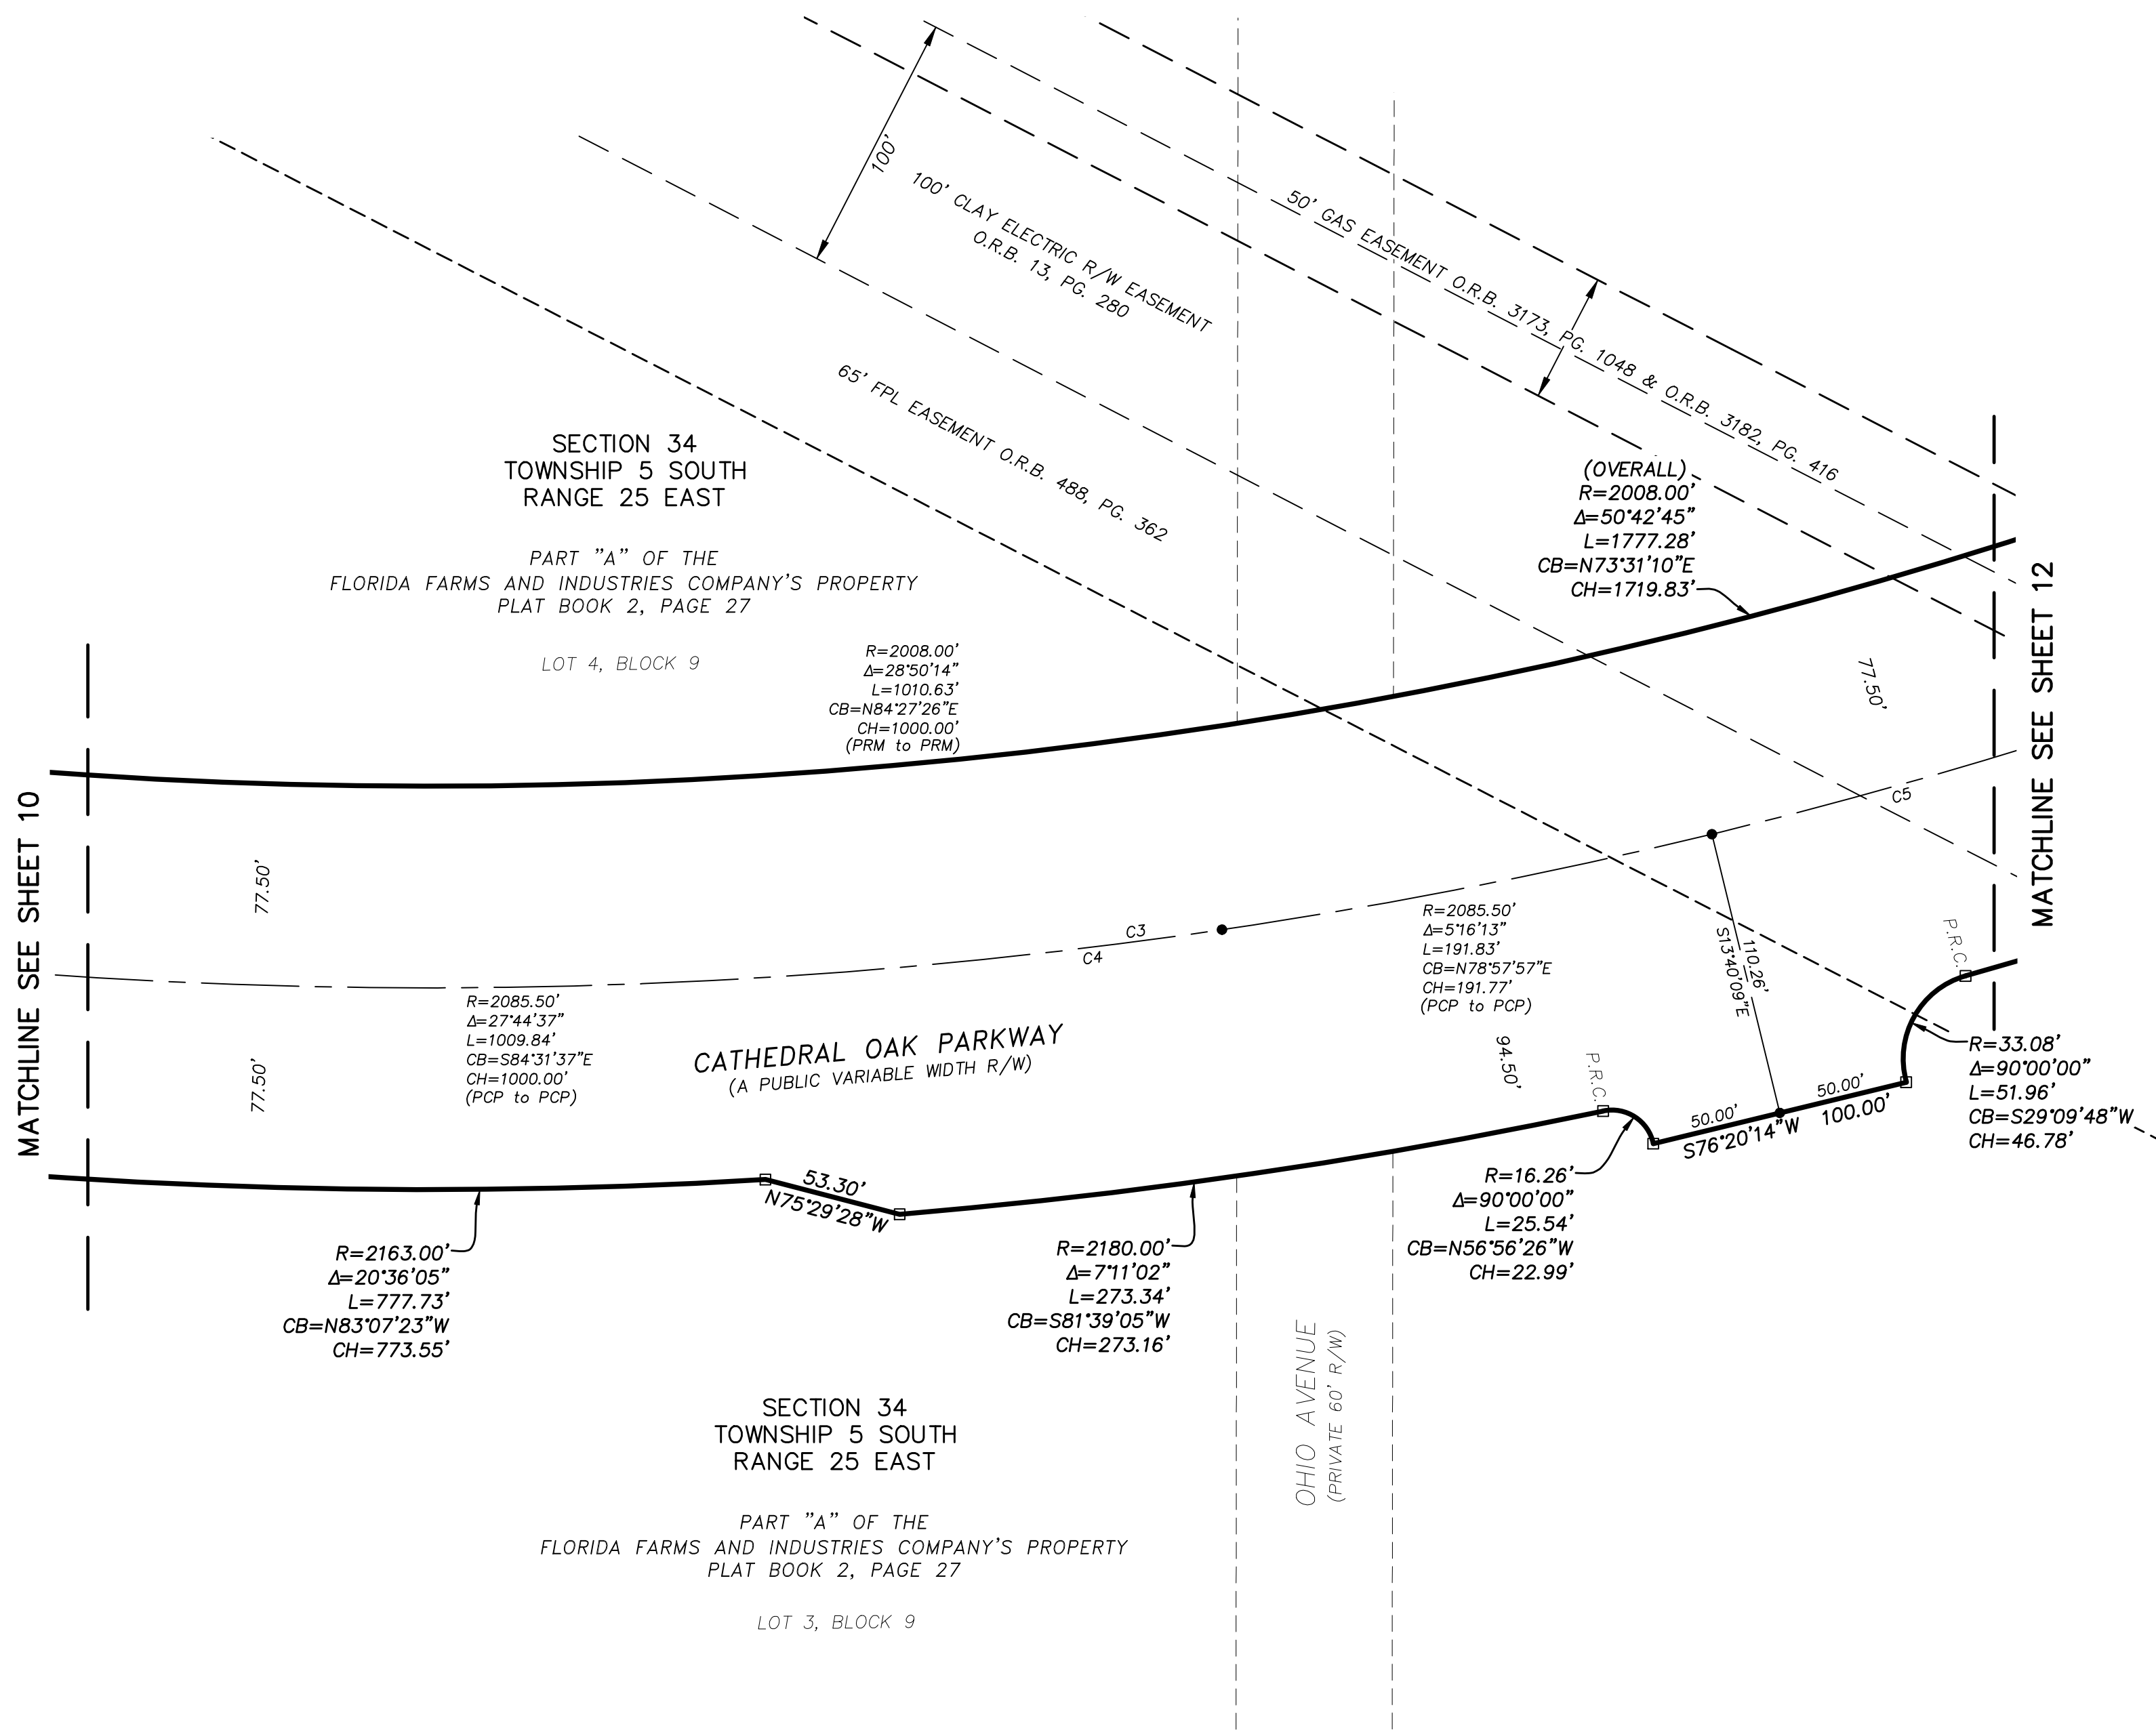 100'
100' CLAY ELECTRIC R/W EASEMENT
O.R.B. 13, PG. 280
50' GAS EASEMENT O.R.B. 3173, PG. 1048 & O.R.B. 3182, PG. 416
65' FPL EASEMENT O.R.B. 488, PG. 362
SECTION 34
TOWNSHIP 5 SOUTH
RANGE 25 EAST
PART "A" OF THE
FLORIDA FARMS AND INDUSTRIES COMPANY'S PROPERTY
PLAT BOOK 2, PAGE 27
LOT 4, BLOCK 9
(OVERALL)
R=2008.00'
Δ=50°42'45"
L=1777.28'
CB=N73°31'10"E
CH=1719.83'
R=2008.00'
Δ=28°50'14"
L=1010.63'
CB=N84°27'26"E
CH=1000.00'
(PRM to PRM)
MATCHLINE SEE SHEET 10
MATCHLINE SEE SHEET 12
77.50'
77.50'
77.50'
C3
C4
C5
R=2085.50'
Δ=5°16'13"
L=191.83'
CB=N78°57'57"E
CH=191.77'
(PCP to PCP)
110.26'
S13°40'09"E
P.R.C.
R=2085.50'
Δ=27°44'37"
L=1009.84'
CB=S84°31'37"E
CH=1000.00'
(PCP to PCP)
CATHEDRAL OAK PARKWAY
(A PUBLIC VARIABLE WIDTH R/W)
94.50'
P.R.C.
50.00'
50.00'
S76°20'14"W
100.00'
R=33.08'
Δ=90°00'00"
L=51.96'
CB=S29°09'48"W
CH=46.78'
53.30'
N75°29'28"W
R=16.26'
Δ=90°00'00"
L=25.54'
CB=N56°56'26"W
CH=22.99'
R=2163.00'
Δ=20°36'05"
L=777.73'
CB=N83°07'23"W
CH=773.55'
R=2180.00'
Δ=7°11'02"
L=273.34'
CB=S81°39'05"W
CH=273.16'
OHIO AVENUE
(PRIVATE 60' R/W)
SECTION 34
TOWNSHIP 5 SOUTH
RANGE 25 EAST
PART "A" OF THE
FLORIDA FARMS AND INDUSTRIES COMPANY'S PROPERTY
PLAT BOOK 2, PAGE 27
LOT 3, BLOCK 9